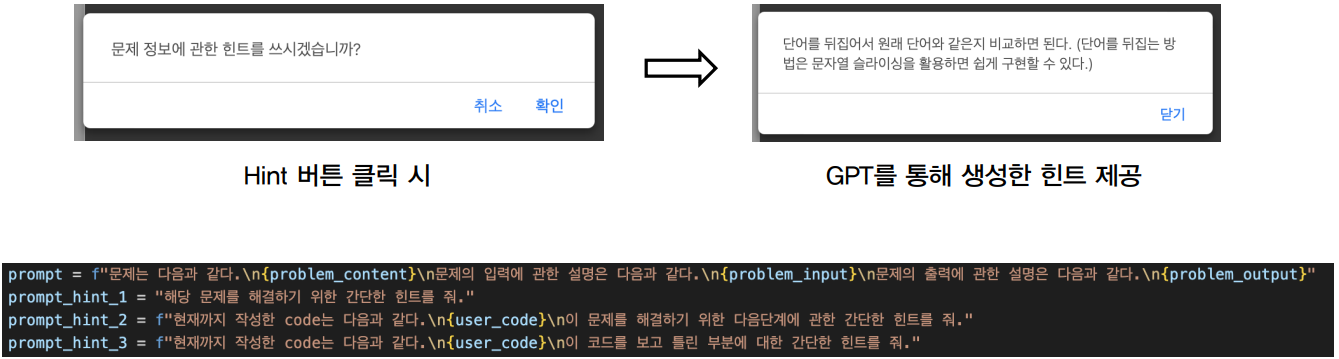 문제 정보에 관한 힌트를 쓰시겠습니까?
취소 확인
Hint 버튼 클릭 시
단어를 뒤집어서 원래 단어와 같은지 비교하면 된다. (단어를 뒤집는 방
법은 문자열 슬라이싱을 활용하면 쉽게 구현할 수 있다.)
닫기
GPT를 통해 생성한 힌트 제공
prompt = f"문제는 다음과 같다.\n{problem_content}\n문제의 입력에 관한 설명은 다음과 같다.\n{problem_input}\n문제의 출력에 관한 설명은 다음과 같다.\n{problem_output}"
prompt_hint_1 = "해당 문제를 해결하기 위한 간단한 힌트를 줘."
prompt_hint_2 = f"현재까지 작성한 code는 다음과 같다.\n{user_code}\n이 문제를 해결하기 위한 다음단계에 관한 간단한 힌트를 줘."
prompt_hint_3 = f"현재까지 작성한 code는 다음과 같다.\n{user_code}\n이 코드를 보고 틀린 부분에 대한 간단한 힌트를 줘."